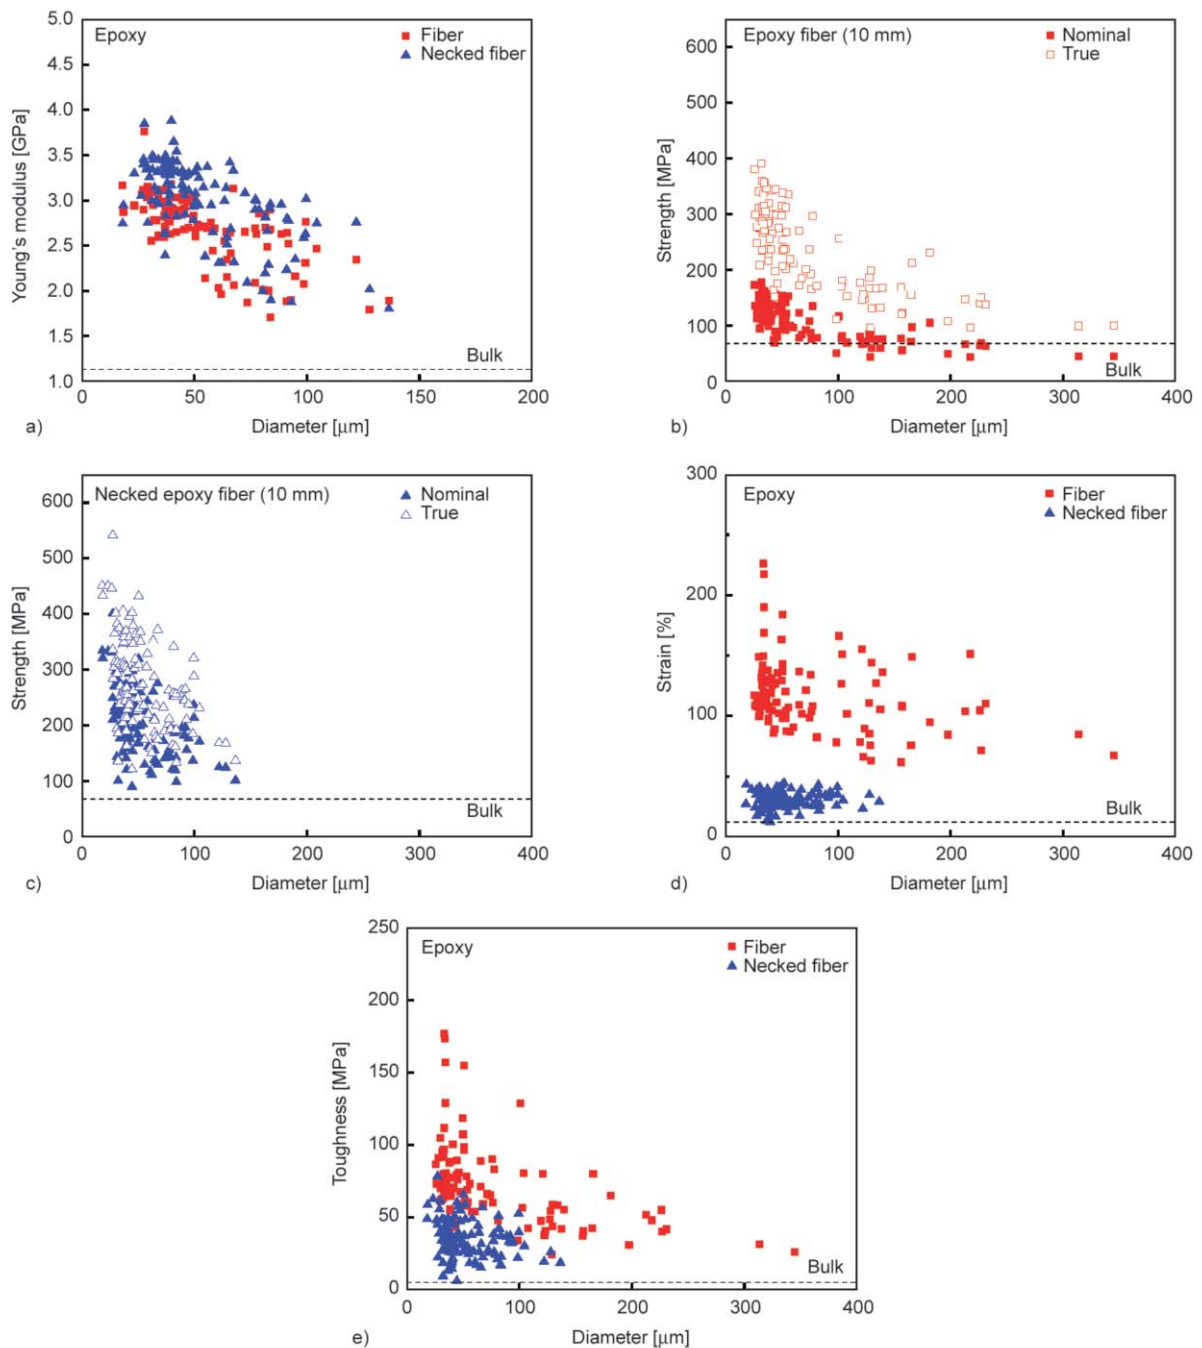 Epoxy
Fiber
Necked fiber
5.0
4.5
4.0
3.5
3.0
2.5
2.0
1.5
1.0
Young's modulus [GPa]
Bulk
0
50
100
150
200
Diameter [μm]
a)
Epoxy fiber (10 mm)
Nominal
True
600
500
400
300
200
100
0
Strength [MPa]
Bulk
0
100
200
300
400
Diameter [μm]
b)
Necked epoxy fiber (10 mm)
Nominal
True
600
500
400
300
200
100
0
Strength [MPa]
Bulk
0
100
200
300
400
Diameter [μm]
c)
Epoxy
Fiber
Necked fiber
300
200
100
0
Strain [%]
Bulk
0
100
200
300
400
Diameter [μm]
d)
Epoxy
Fiber
Necked fiber
250
200
150
100
50
0
Toughness [MPa]
Bulk
0
100
200
300
400
Diameter [μm]
e)